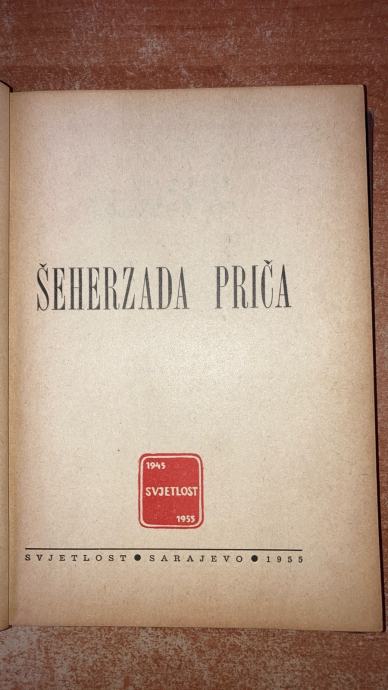 ŠEHERZADA PRIČA
1945
SVJETLOST
1955
SVJETLOST ● SARAJEVO ● 1955